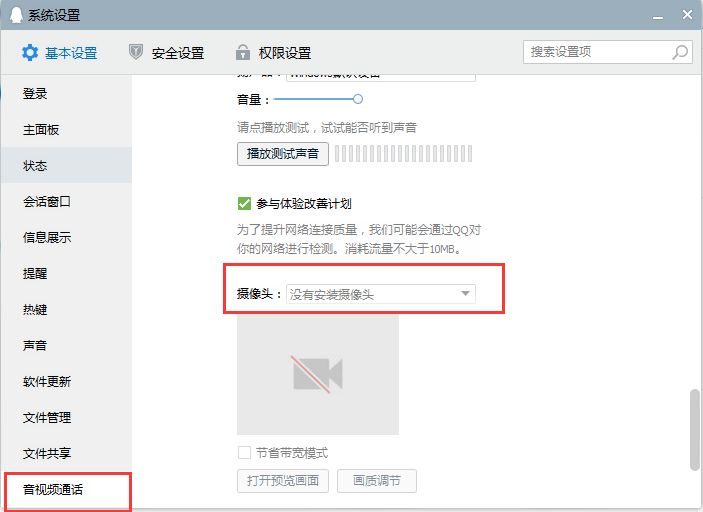 系统设置
基本设置
安全设置
权限设置
搜索设置项
登录
主面板
状态
会话窗口
信息展示
提醒
热键
声音
软件更新
文件管理
文件共享
音视频通话
音量：
请点播放测试，试试能否听到声音
播放测试声音
参与体验改善计划
为了提升网络连接质量，我们可能会通过QQ对
你的网络进行检测。消耗流量不大于10MB。
摄像头：
没有安装摄像头
节省带宽模式
打开预览画面
画质调节